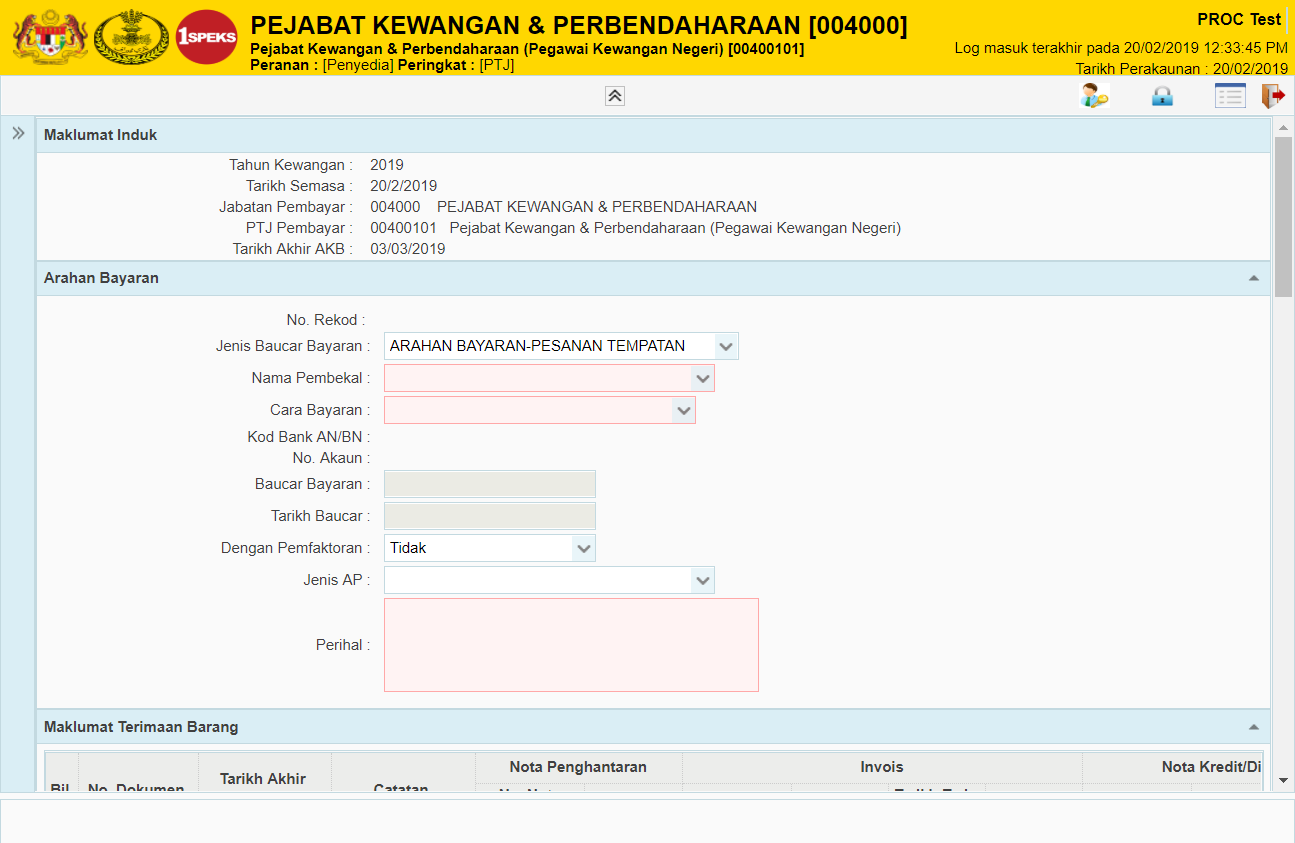 1SPEKS
PEJABAT KEWANGAN & PERBENDAHARAAN [004000]
Pejabat Kewangan & Perbendaharaan (Pegawai Kewangan Negeri) [00400101]
Peranan : [Penyedia] Peringkat : [PTJ]
PROC Test
Log masuk terakhir pada 20/02/2019 12:33:45 PM
Tarikh Perakaunan : 20/02/2019
Maklumat Induk
Tahun Kewangan : 2019
Tarikh Semasa : 20/2/2019
Jabatan Pembayar : 004000 PEJABAT KEWANGAN & PERBENDAHARAAN
PTJ Pembayar : 00400101 Pejabat Kewangan & Perbendaharaan (Pegawai Kewangan Negeri)
Tarikh Akhir AKB : 03/03/2019
Arahan Bayaran
No. Rekod :
Jenis Baucar Bayaran : ARAHAN BAYARAN-PESANAN TEMPATAN
Nama Pembekal :
Cara Bayaran :
Kod Bank AN/BN :
No. Akaun :
Baucar Bayaran :
Tarikh Baucar :
Dengan Pemfaktoran : Tidak
Jenis AP :
Perihal :
Maklumat Terimaan Barang
Nota Penghantaran Invois Nota Kredit/Di
Tarikh Akhir
Bil No. Dokumen Catatan